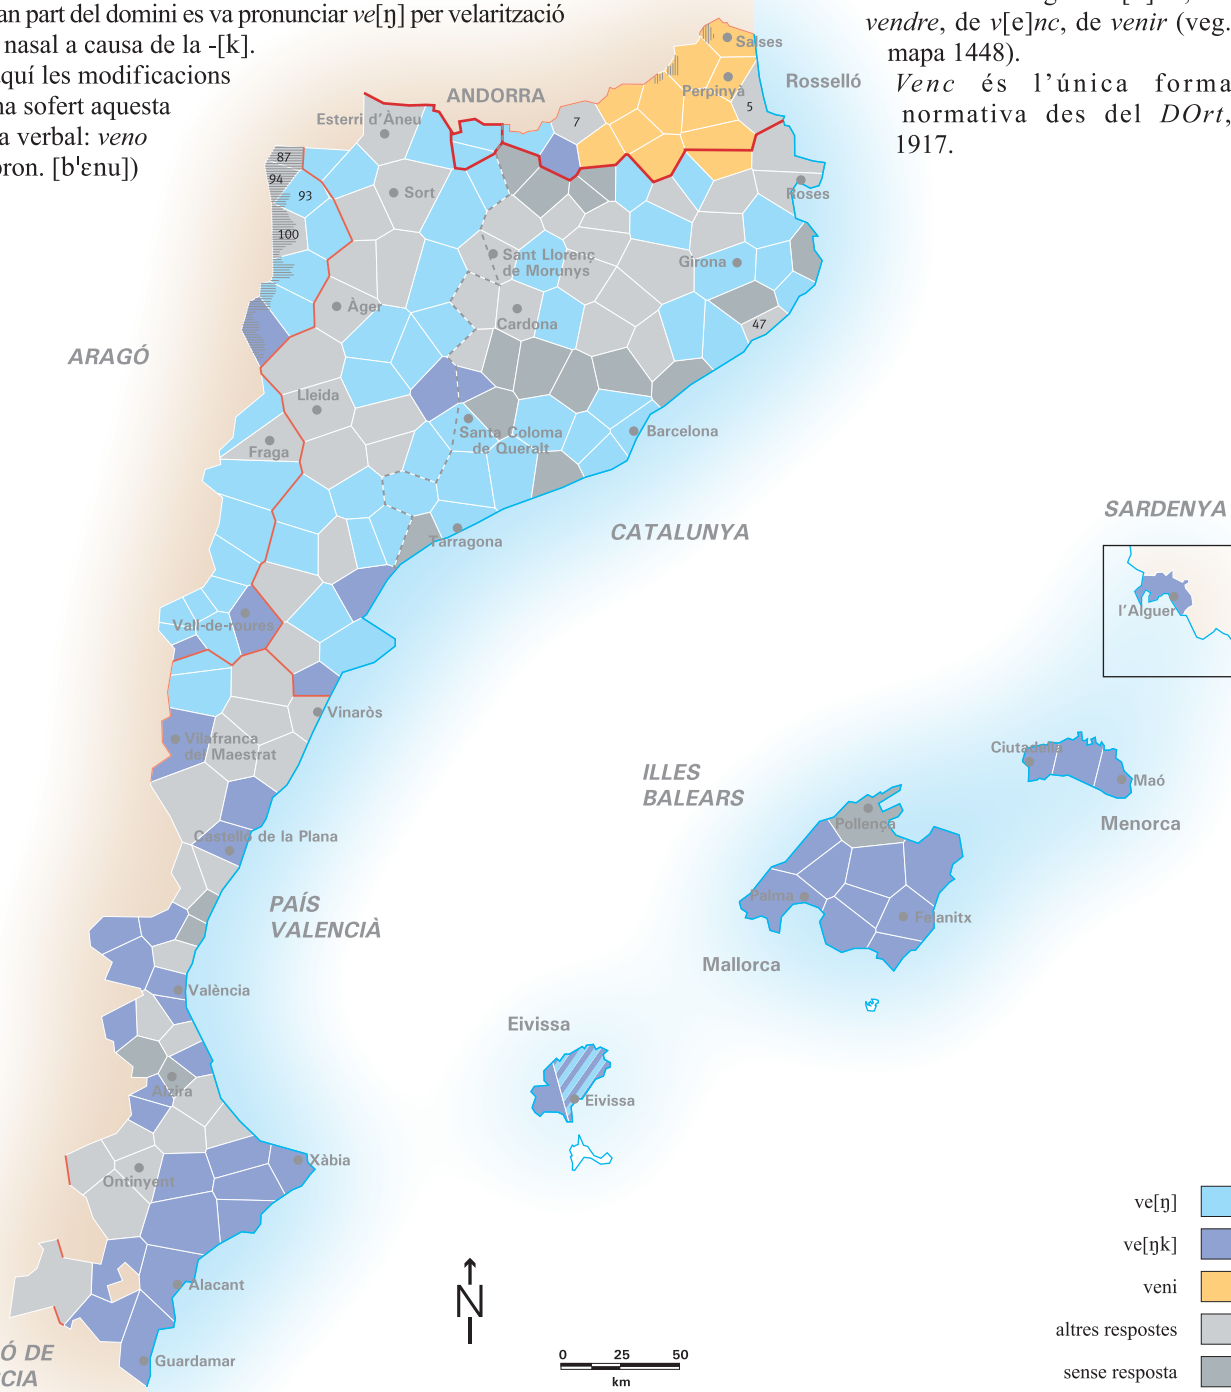 an part del domini es va pronunciar ve[ŋ] per velarització
nasal a causa de la -[k].
aquí les modificacions
ha sofert aquesta
a verbal: veno
pron. [bˈɛnu])
vendre, de v[e]nc, de venir (veg.
mapa 1448).
Venc és l’única forma
normativa des del DOrt,
1917.
Salses
Rosselló
Perpinyà
5
ANDORRA
7
Esterri d’Àneu
87
94
93
Sort
Roses
100
Sant Llorenç
de Morunys
Girona
Àger
Cardona
47
ARAGÓ
Lleida
Santa Coloma
de Queralt
Barcelona
Fraga
SARDENYA
CATALUNYA
Tarragona
l’Alguer
Vall-de-roures
Vinaròs
Vilafranca
del Maestrat
Ciutadella
ILLES
BALEARS
Maó
Menorca
Pollença
Castelló de la Plana
Palma
PAÍS
VALENCIÀ
Felanitx
Mallorca
València
Eivissa
Alzira
Eivissa
Xàbia
Ontinyent
ve[ŋ]
ve[ŋk]
Alacant
veni
N
altres respostes
Ó DE
CIA
Guardamar
0 25 50
km
sense resposta